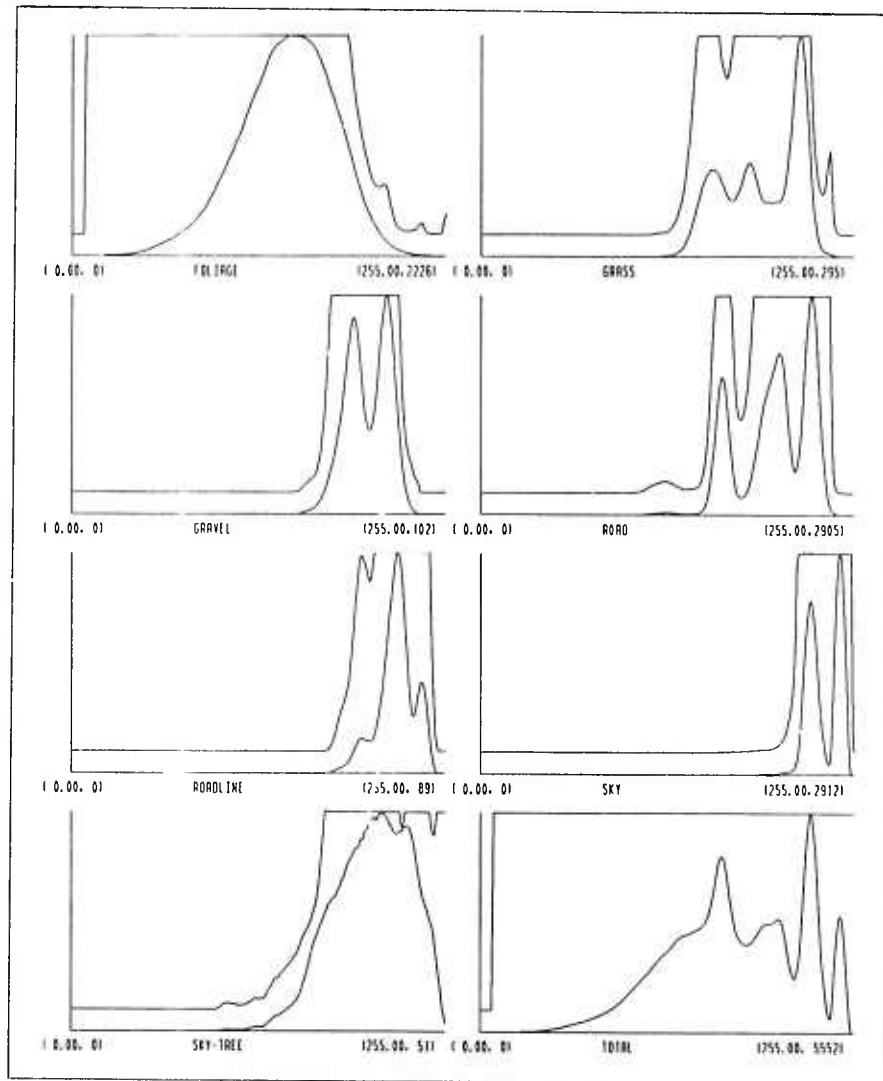 ( 0.00, 0) FOLIAGE (255.00,2226) ( 0.00, 0) GRASS (255.00,295)
( 0.00, 0) GRAVEL (255.00,102) ( 0.00, 0) ROAD (255.00,2905)
( 0.00, 0) ROADLINE (255.00, 89) ( 0.00, 0) SKY (255.00,2912)
( 0.00, 0) SKY-TREE (255.00, 51) ( 0.00, 0) TOTAL (255.00, 5552)